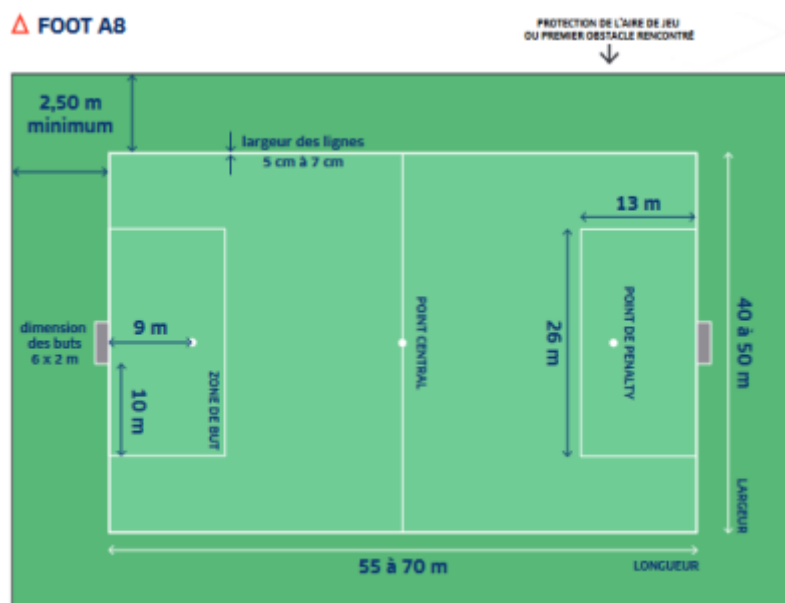 FOOT A8
PROTECTION DE L'AIRE DE JEU
OU PREMIER OBSTACLE RENCONTRÉ
2,50 m
minimum
largeur des lignes
5 cm à 7 cm
13 m
dimension
des buts
6 x 2 m
9 m
10 m
ZONE DE BUT
POINT CENTRAL
26 m
POINT DE PENALTY
40 à 50 m
LARGEUR
55 à 70 m
LONGUEUR